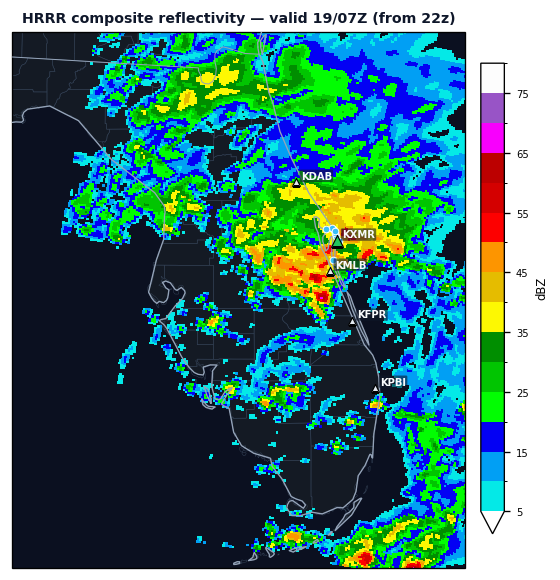 HRRR composite reflectivity — valid 19/07Z (from 22z)
KDAB
KXMR
KMLB
KFPR
KPBI
75
65
55
45
35
25
15
5
dBZ